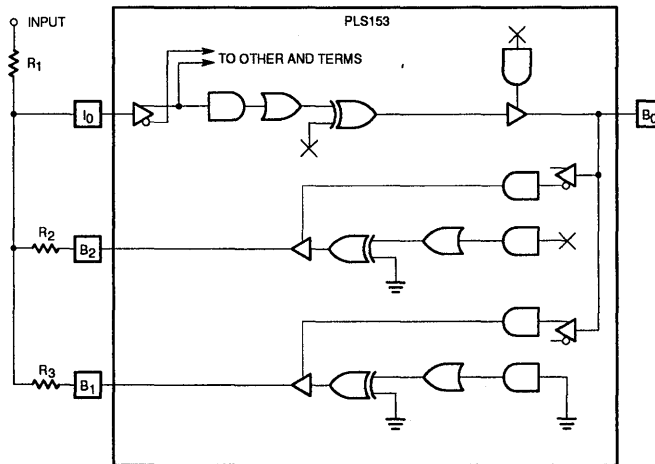 INPUT
PLS153
R1
TO OTHER AND TERMS
I0
B0
R2
B2
R3
B1